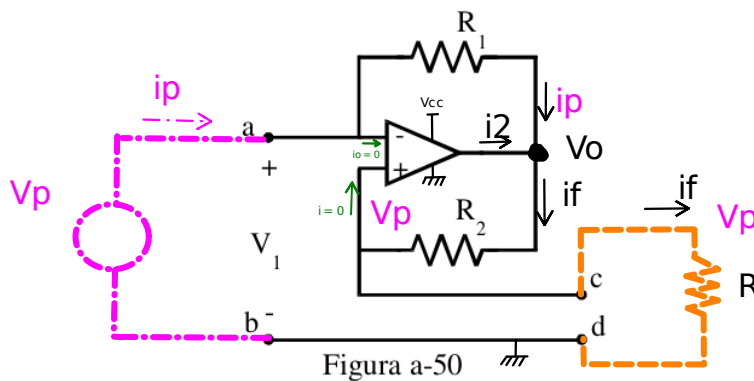 R1
ip
Vcc
ip
a
i2
Vo
-
io = 0
+
+
Vp
if
if
Vp
i = 0
Vp
R2
V1
c
R
b
-
d
Figura a-50